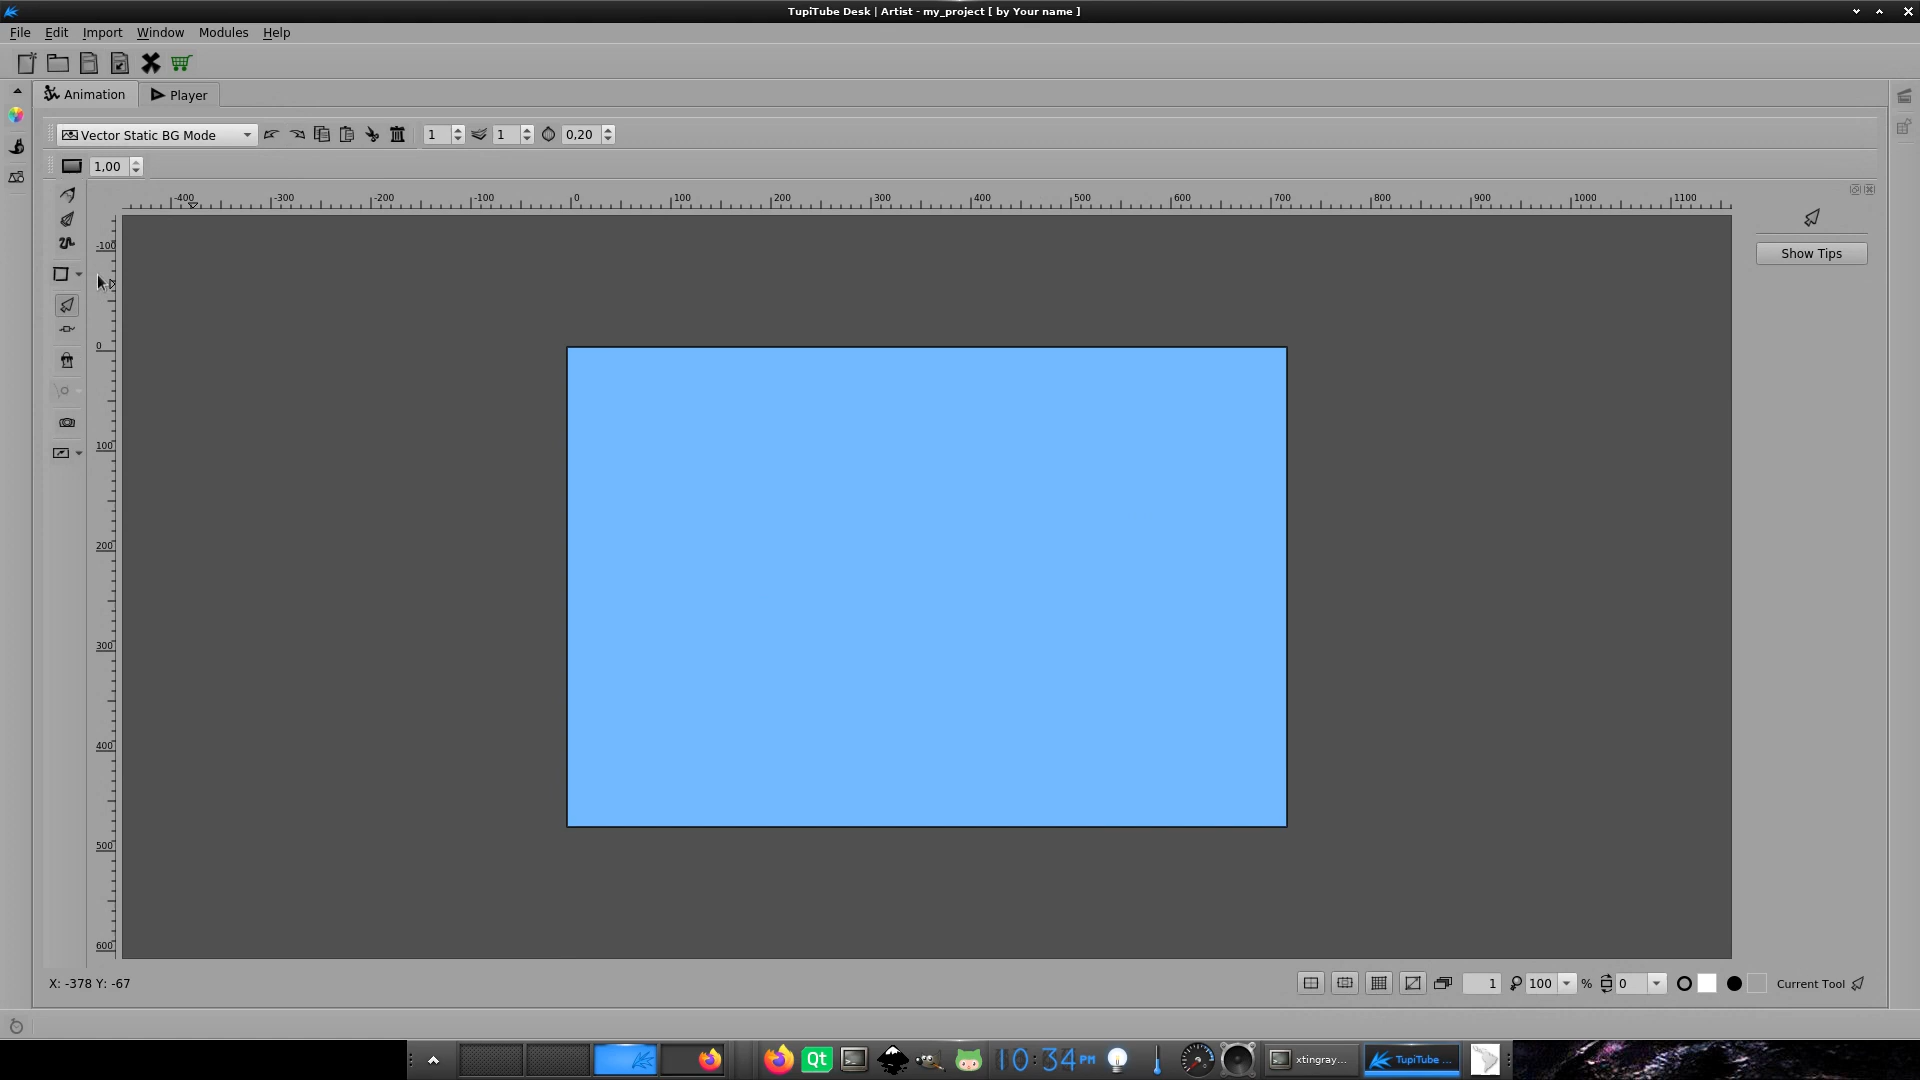 TupiTube Desk | Artist - my_project [ by Your name ]
File Edit Import Window Modules Help
Animation Player
Vector Static BG Mode 1 1 0,20
1,00
-400 -300 -200 -100 0 100 200 300 400 500 600 700 800 900 1000 1100
-100
0
100
200
300
400
500
600
Show Tips
X: -378 Y: -67
1 100 % 0 Current Tool
Qt 10:34 PM xtingray... TupiTube ...